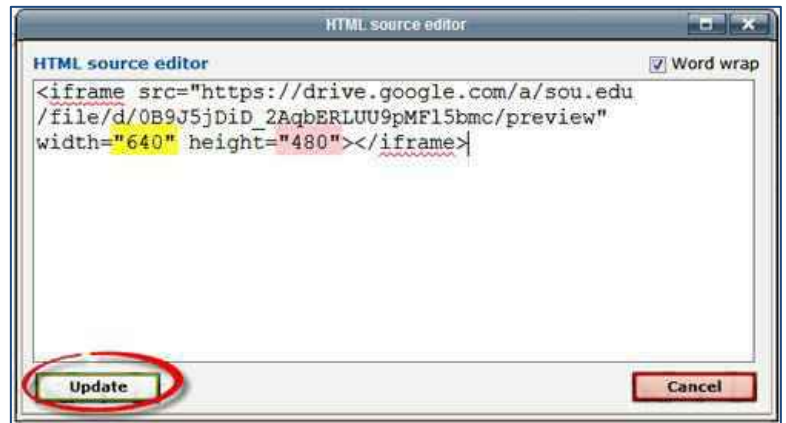 HTML source editor
HTML source editor
Word wrap
<iframe src="https://drive.google.com/a/sou.edu
/file/d/0B9J5jDiD_2AqbERLUU9pMFl5bmc/preview"
width="640" height="480"></iframe>
Update
Cancel